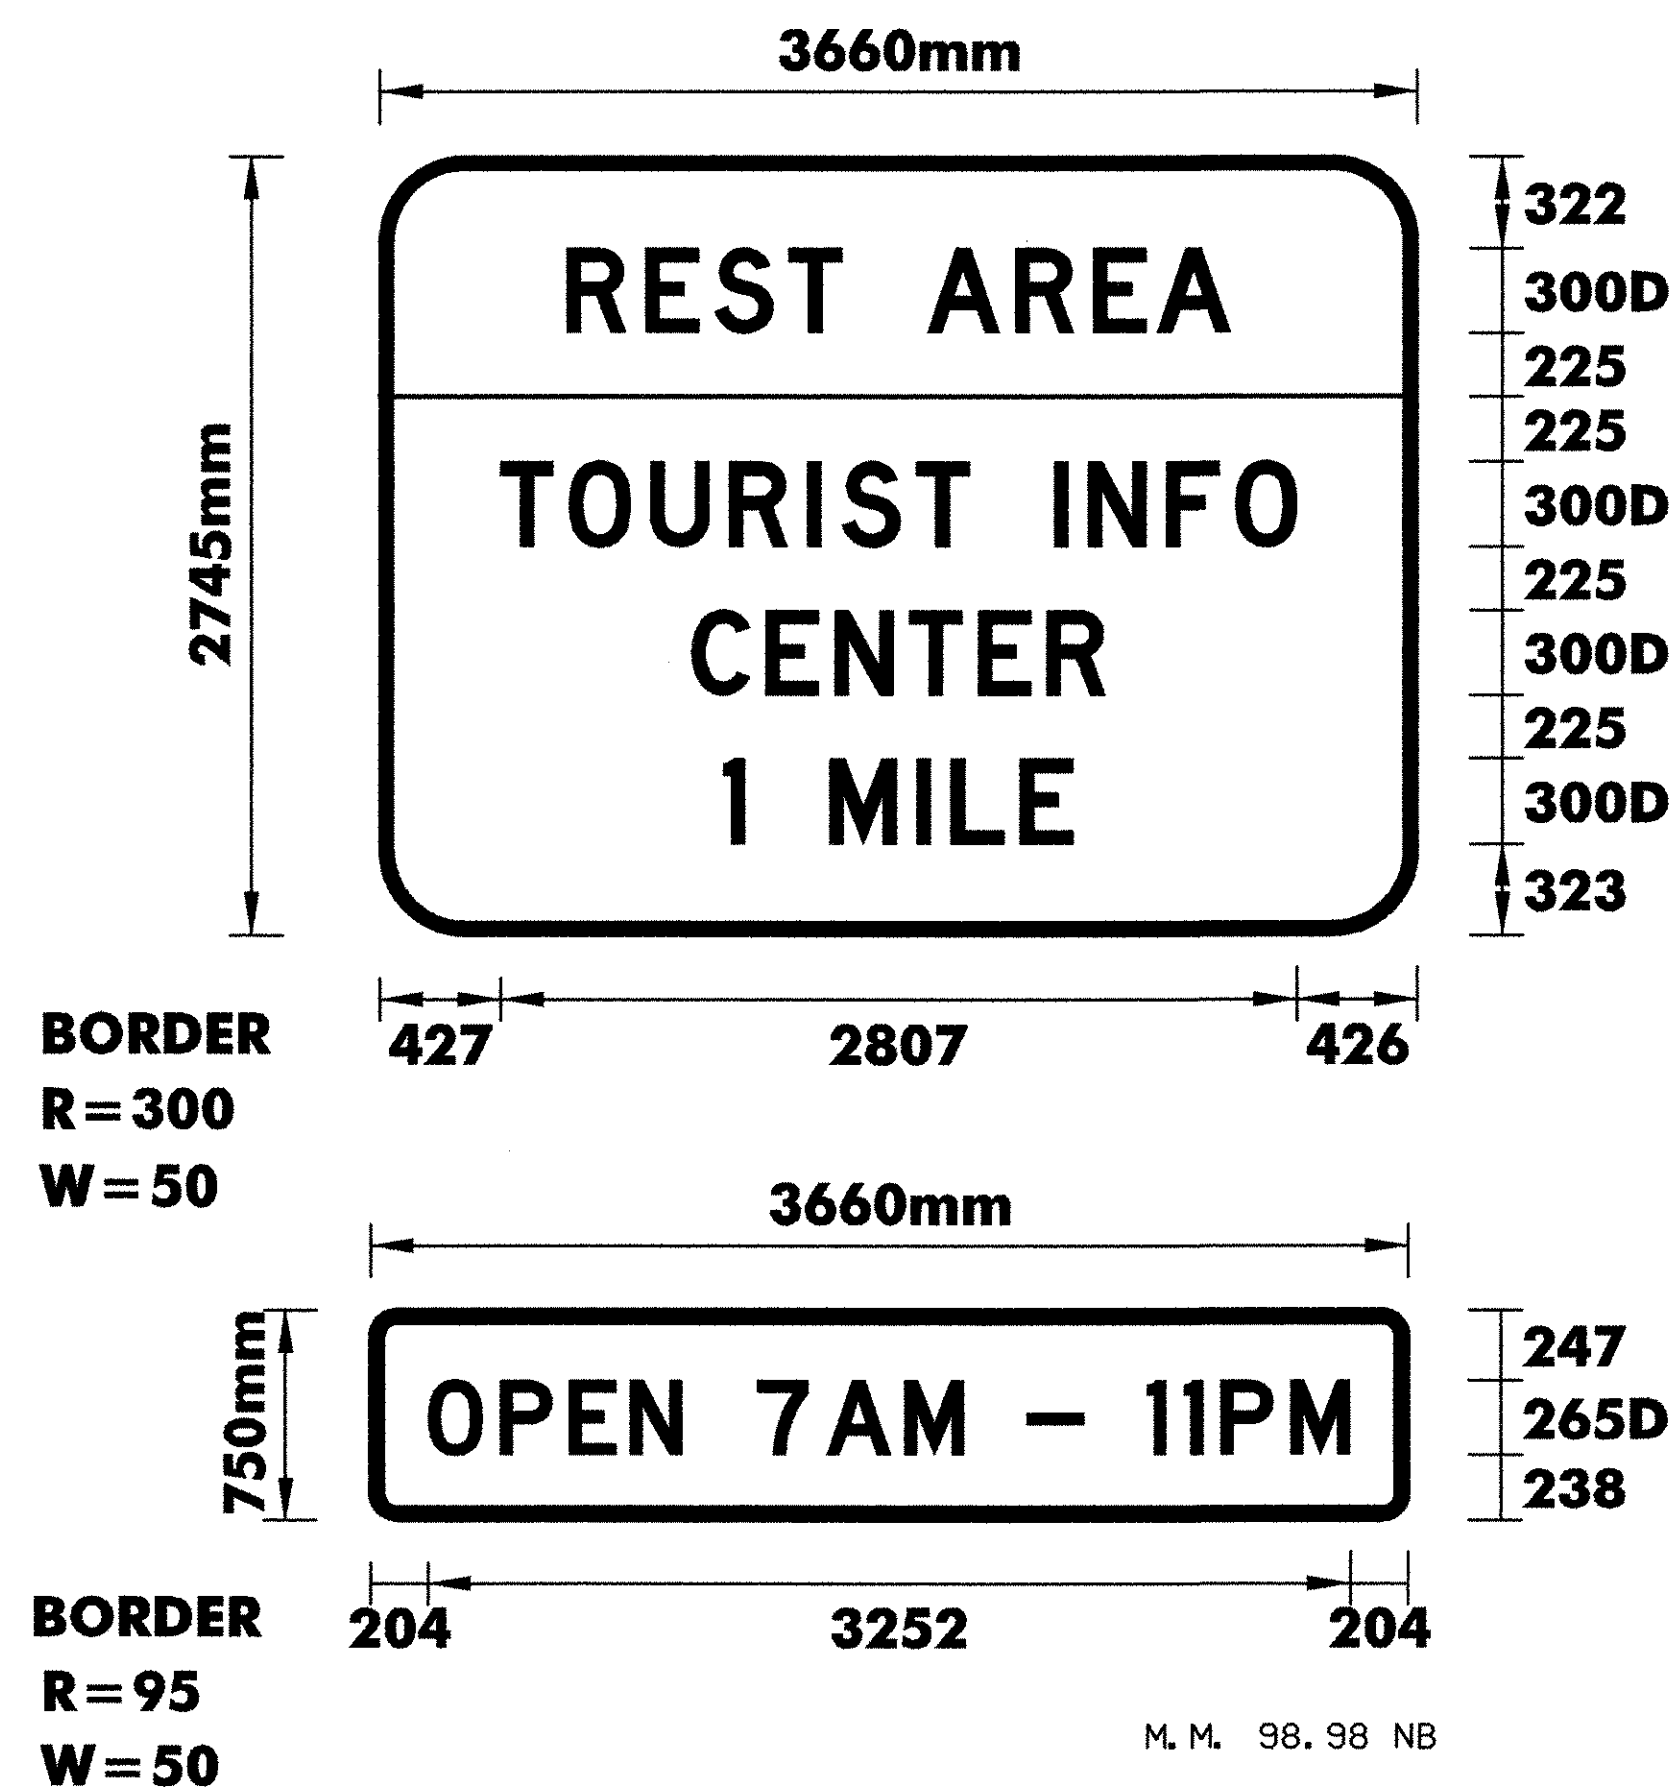 3660mm
322
REST AREA
300D
225
225
TOURIST INFO
300D
2745mm
225
CENTER
300D
225
1 MILE
300D
323
427
2807
426
BORDER
R=300
W=50
3660mm
750mm
247
OPEN 7AM – 11PM
265D
238
BORDER
204
3252
204
R=95
W=50
M.M. 98.98 NB